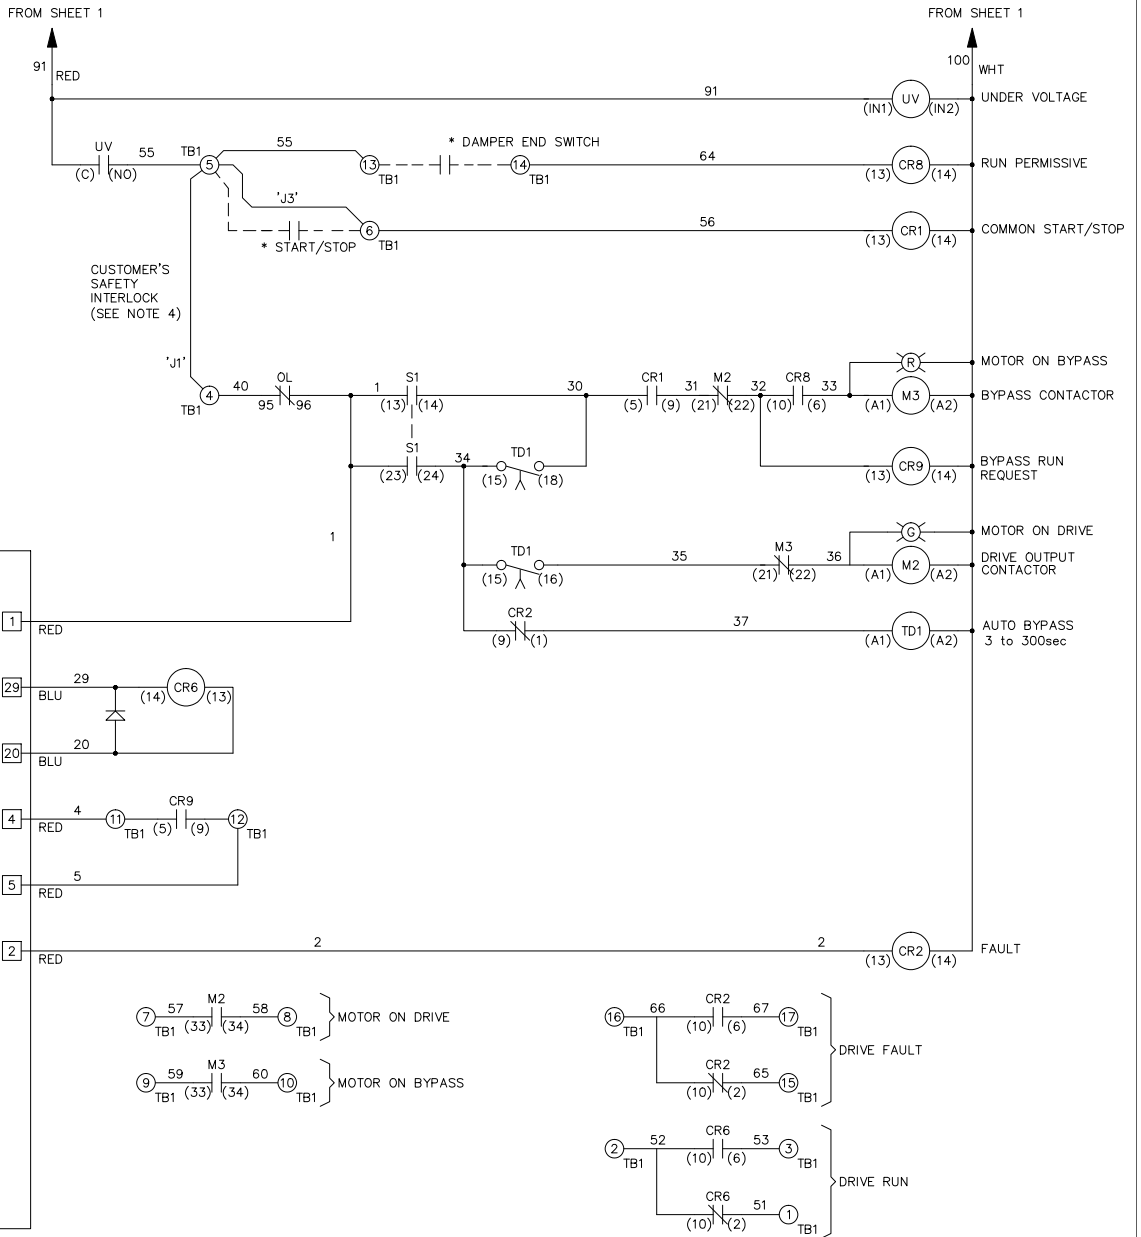 FROM SHEET 1
FROM SHEET 1
91
RED
100
WHT
91
(IN1) UV (IN2)
UNDER VOLTAGE
UV
(C) (NO)
55
TB1
5
55
13
TB1
* DAMPER END SWITCH
14
TB1
64
(13) CR8 (14)
RUN PERMISSIVE
'J3'
* START/STOP
6
TB1
56
(13) CR1 (14)
COMMON START/STOP
CUSTOMER'S
SAFETY
INTERLOCK
(SEE NOTE 4)
'J1'
4
TB1
40
OL
95 96
1
S1
(13) (14)
30
CR1
(5) (9)
31
M2
(21) (22)
32
CR8
(10) (6)
33
R
MOTOR ON BYPASS
(A1) M3 (A2)
BYPASS CONTACTOR
S1
(23) (24)
34
TD1
(15) (18)
(13) CR9 (14)
BYPASS RUN
REQUEST
1
TD1
(15) (16)
35
M3
(21) (22)
36
G
MOTOR ON DRIVE
(A1) M2 (A2)
DRIVE OUTPUT
CONTACTOR
CR2
(9) (1)
37
(A1) TD1 (A2)
AUTO BYPASS
3 to 300sec
1
RED
29
BLU
29
(14) CR6 (13)
20
BLU
20
4
RED
4
11
TB1
CR9
(5) (9)
12
TB1
5
RED
5
2
RED
2
2
(13) CR2 (14)
FAULT
7
TB1
57
M2
(33) (34)
58
8
TB1
MOTOR ON DRIVE
9
TB1
59
M3
(33) (34)
60
10
TB1
MOTOR ON BYPASS
16
TB1
66
CR2
(10) (6)
67
17
TB1
CR2
(10) (2)
65
15
TB1
DRIVE FAULT
2
TB1
52
CR6
(10) (6)
53
3
TB1
CR6
(10) (2)
51
1
TB1
DRIVE RUN